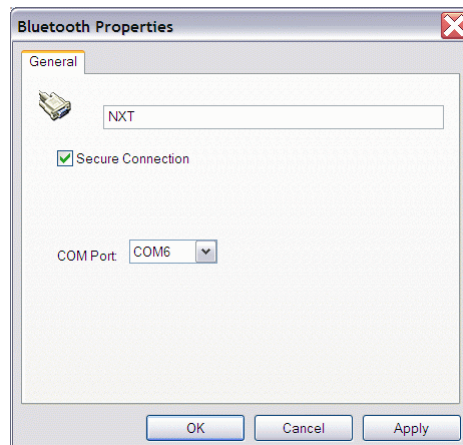 Bluetooth Properties
General
NXT
Secure Connection
COM Port: COM6
OK Cancel Apply